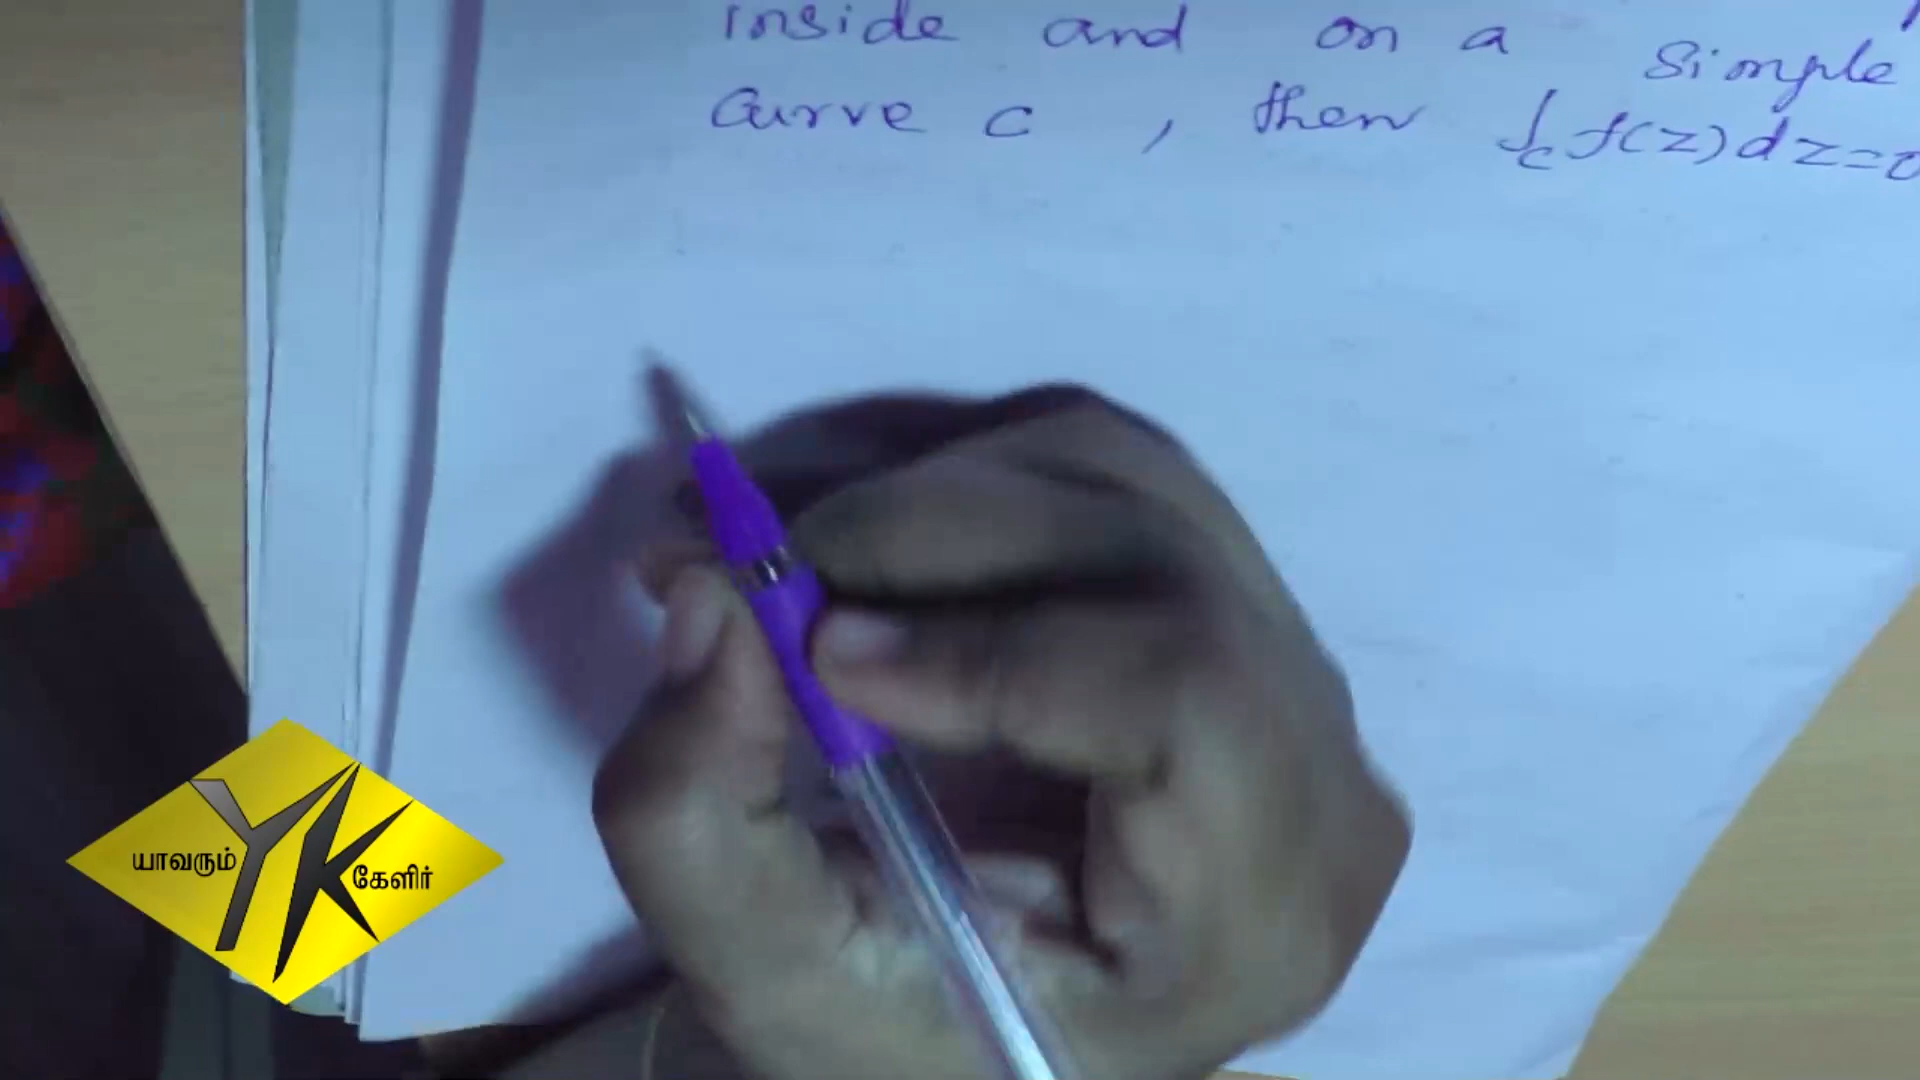 inside and on a simple
curve c , then ∫c f(z)dz=0
யாவரும்
YK
கேளிர்